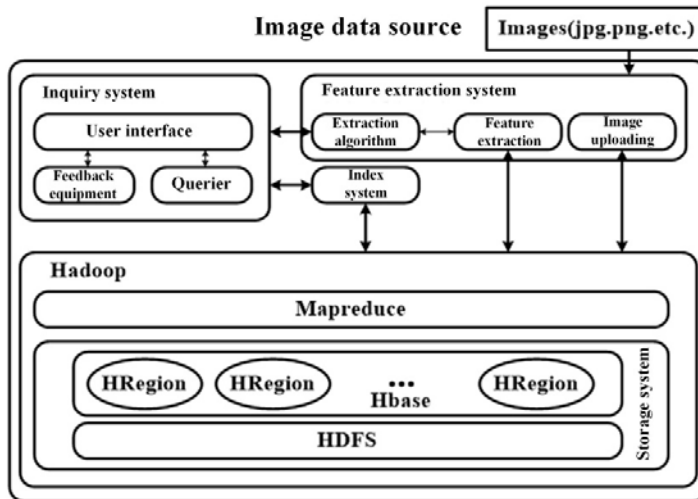 Image data source
Images(jpg.png.etc.)
Inquiry system
User interface
Feedback
equipment
Querier
Feature extraction system
Extraction
algorithm
Feature
extraction
Image
uploading
Index
system
Hadoop
Mapreduce
HRegion
HRegion
...
HRegion
Hbase
HDFS
Storage system